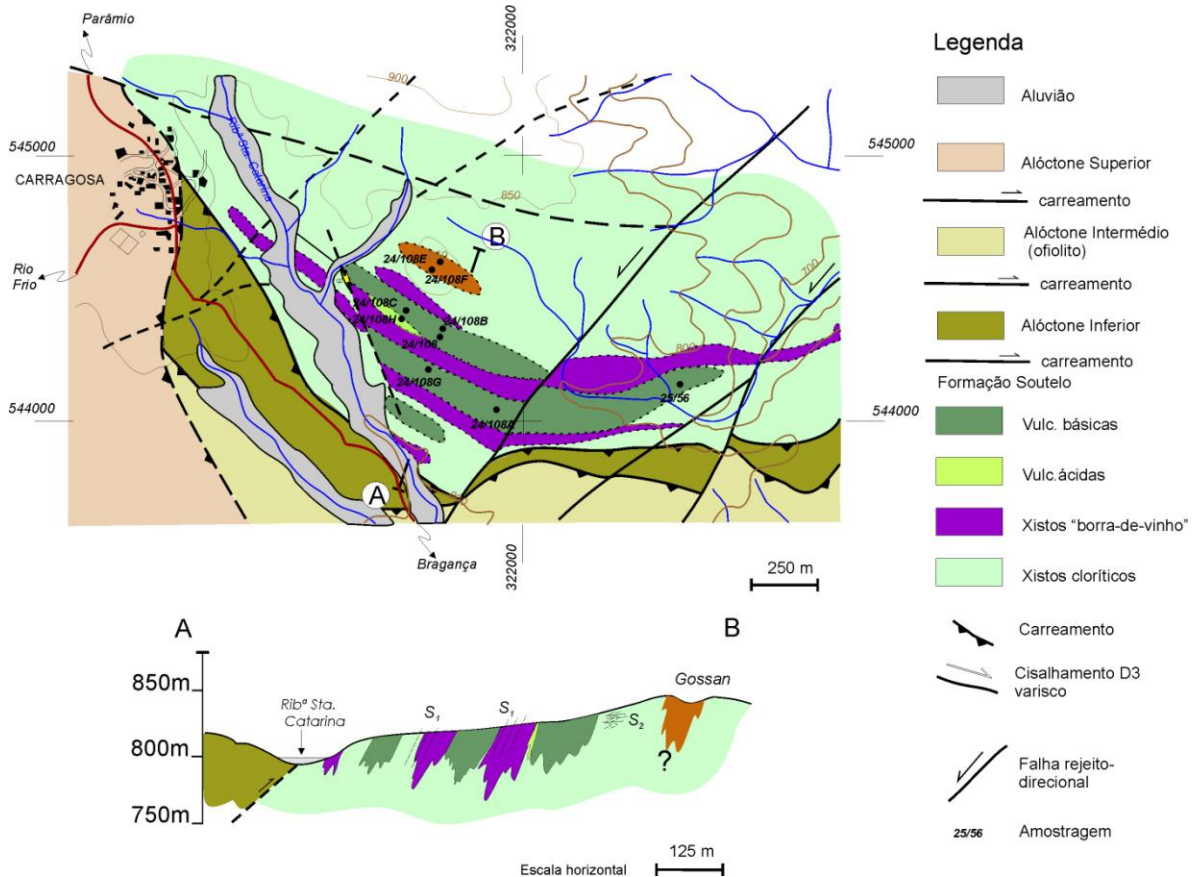 Parâmio
322000
900
545000
545000
Ribª Sta. Catarina
CARRAGOSA
850
B
Rio
Frio
24/108E
24/108F
700
24/108C
24/108H
24/108B
24/108
800
24/108G
25/56
544000
544000
24/108A
A
Bragança
322000
250 m
Legenda
Aluvião
Alóctone Superior
carreamento
Alóctone Intermédio
(ofiolito)
carreamento
Alóctone Inferior
carreamento
Formação Soutelo
Vulc. básicas
Vulc.ácidas
Xistos "borra-de-vinho"
Xistos cloríticos
Carreamento
Cisalhamento D3
varisco
Falha rejeito-
direcional
25/56 Amostragem
A
B
850m
800m
750m
Ribª Sta.
Catarina
S1
S1
S2
Gossan
?
Escala horizontal
125 m